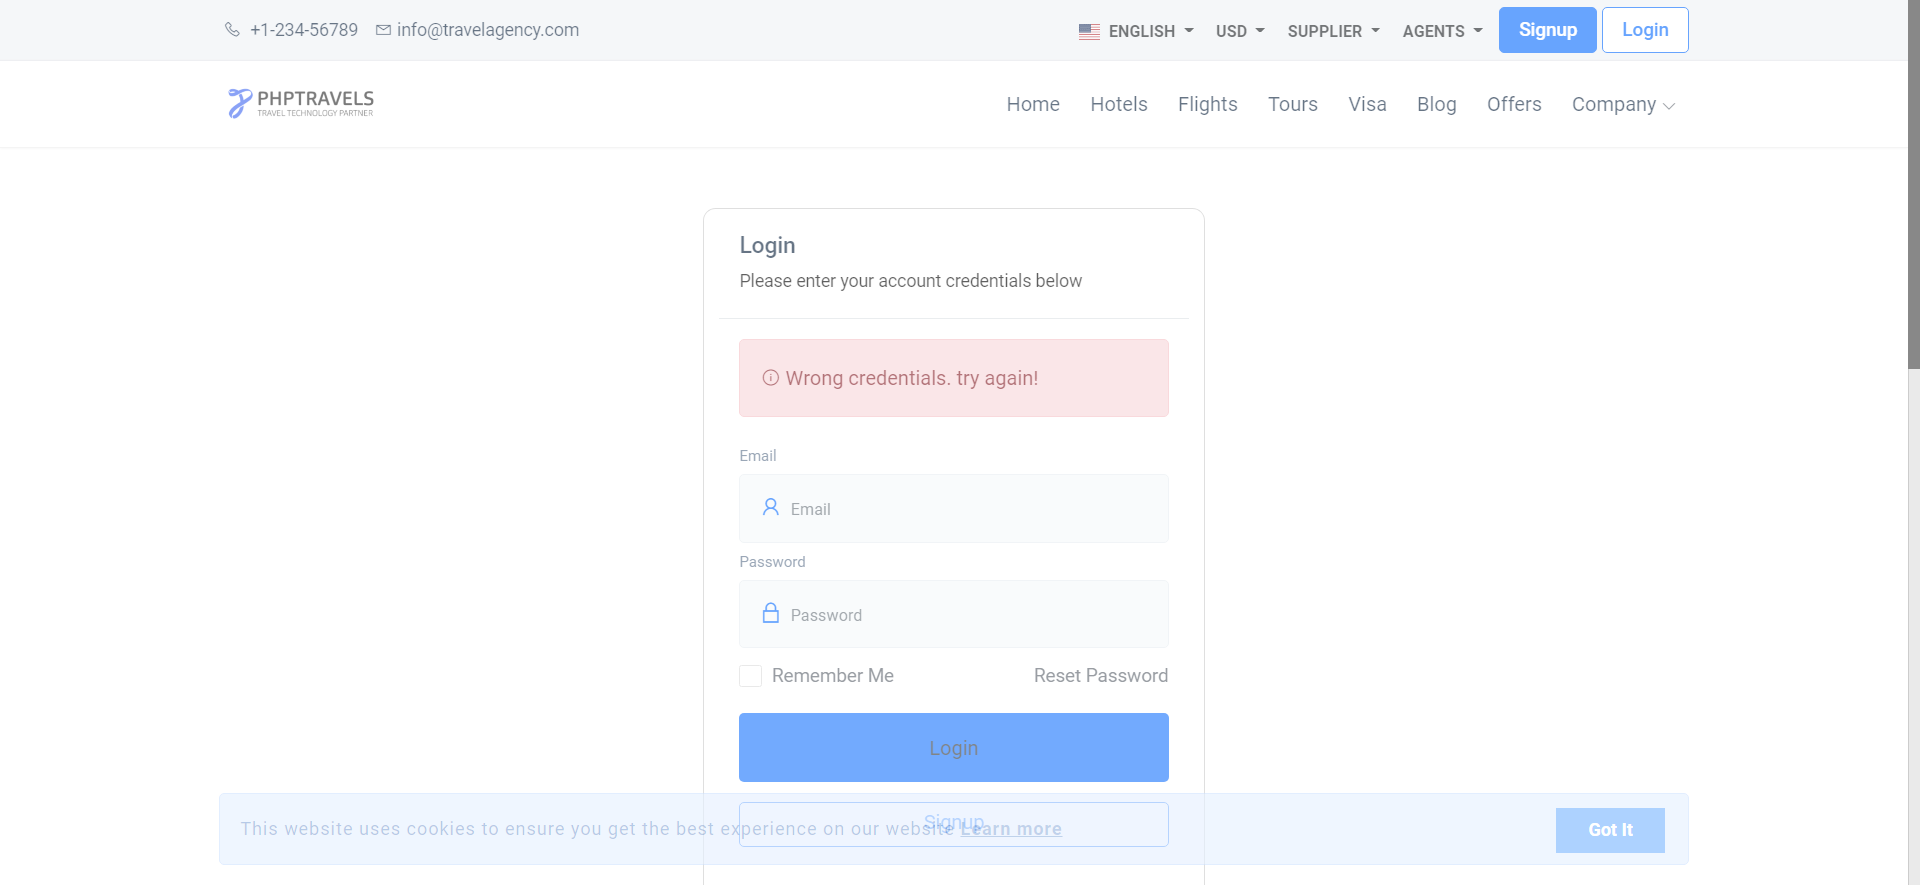 +1-234-56789 info@travelagency.com ENGLISH USD SUPPLIER AGENTS Signup Login
PHPTRAVELS
TRAVEL TECHNOLOGY PARTNER
Home Hotels Flights Tours Visa Blog Offers Company
Login
Please enter your account credentials below
Wrong credentials. try again!
Email
Email
Password
Password
Remember Me Reset Password
Login
Signup
This website uses cookies to ensure you get the best experience on our website Learn more Got It